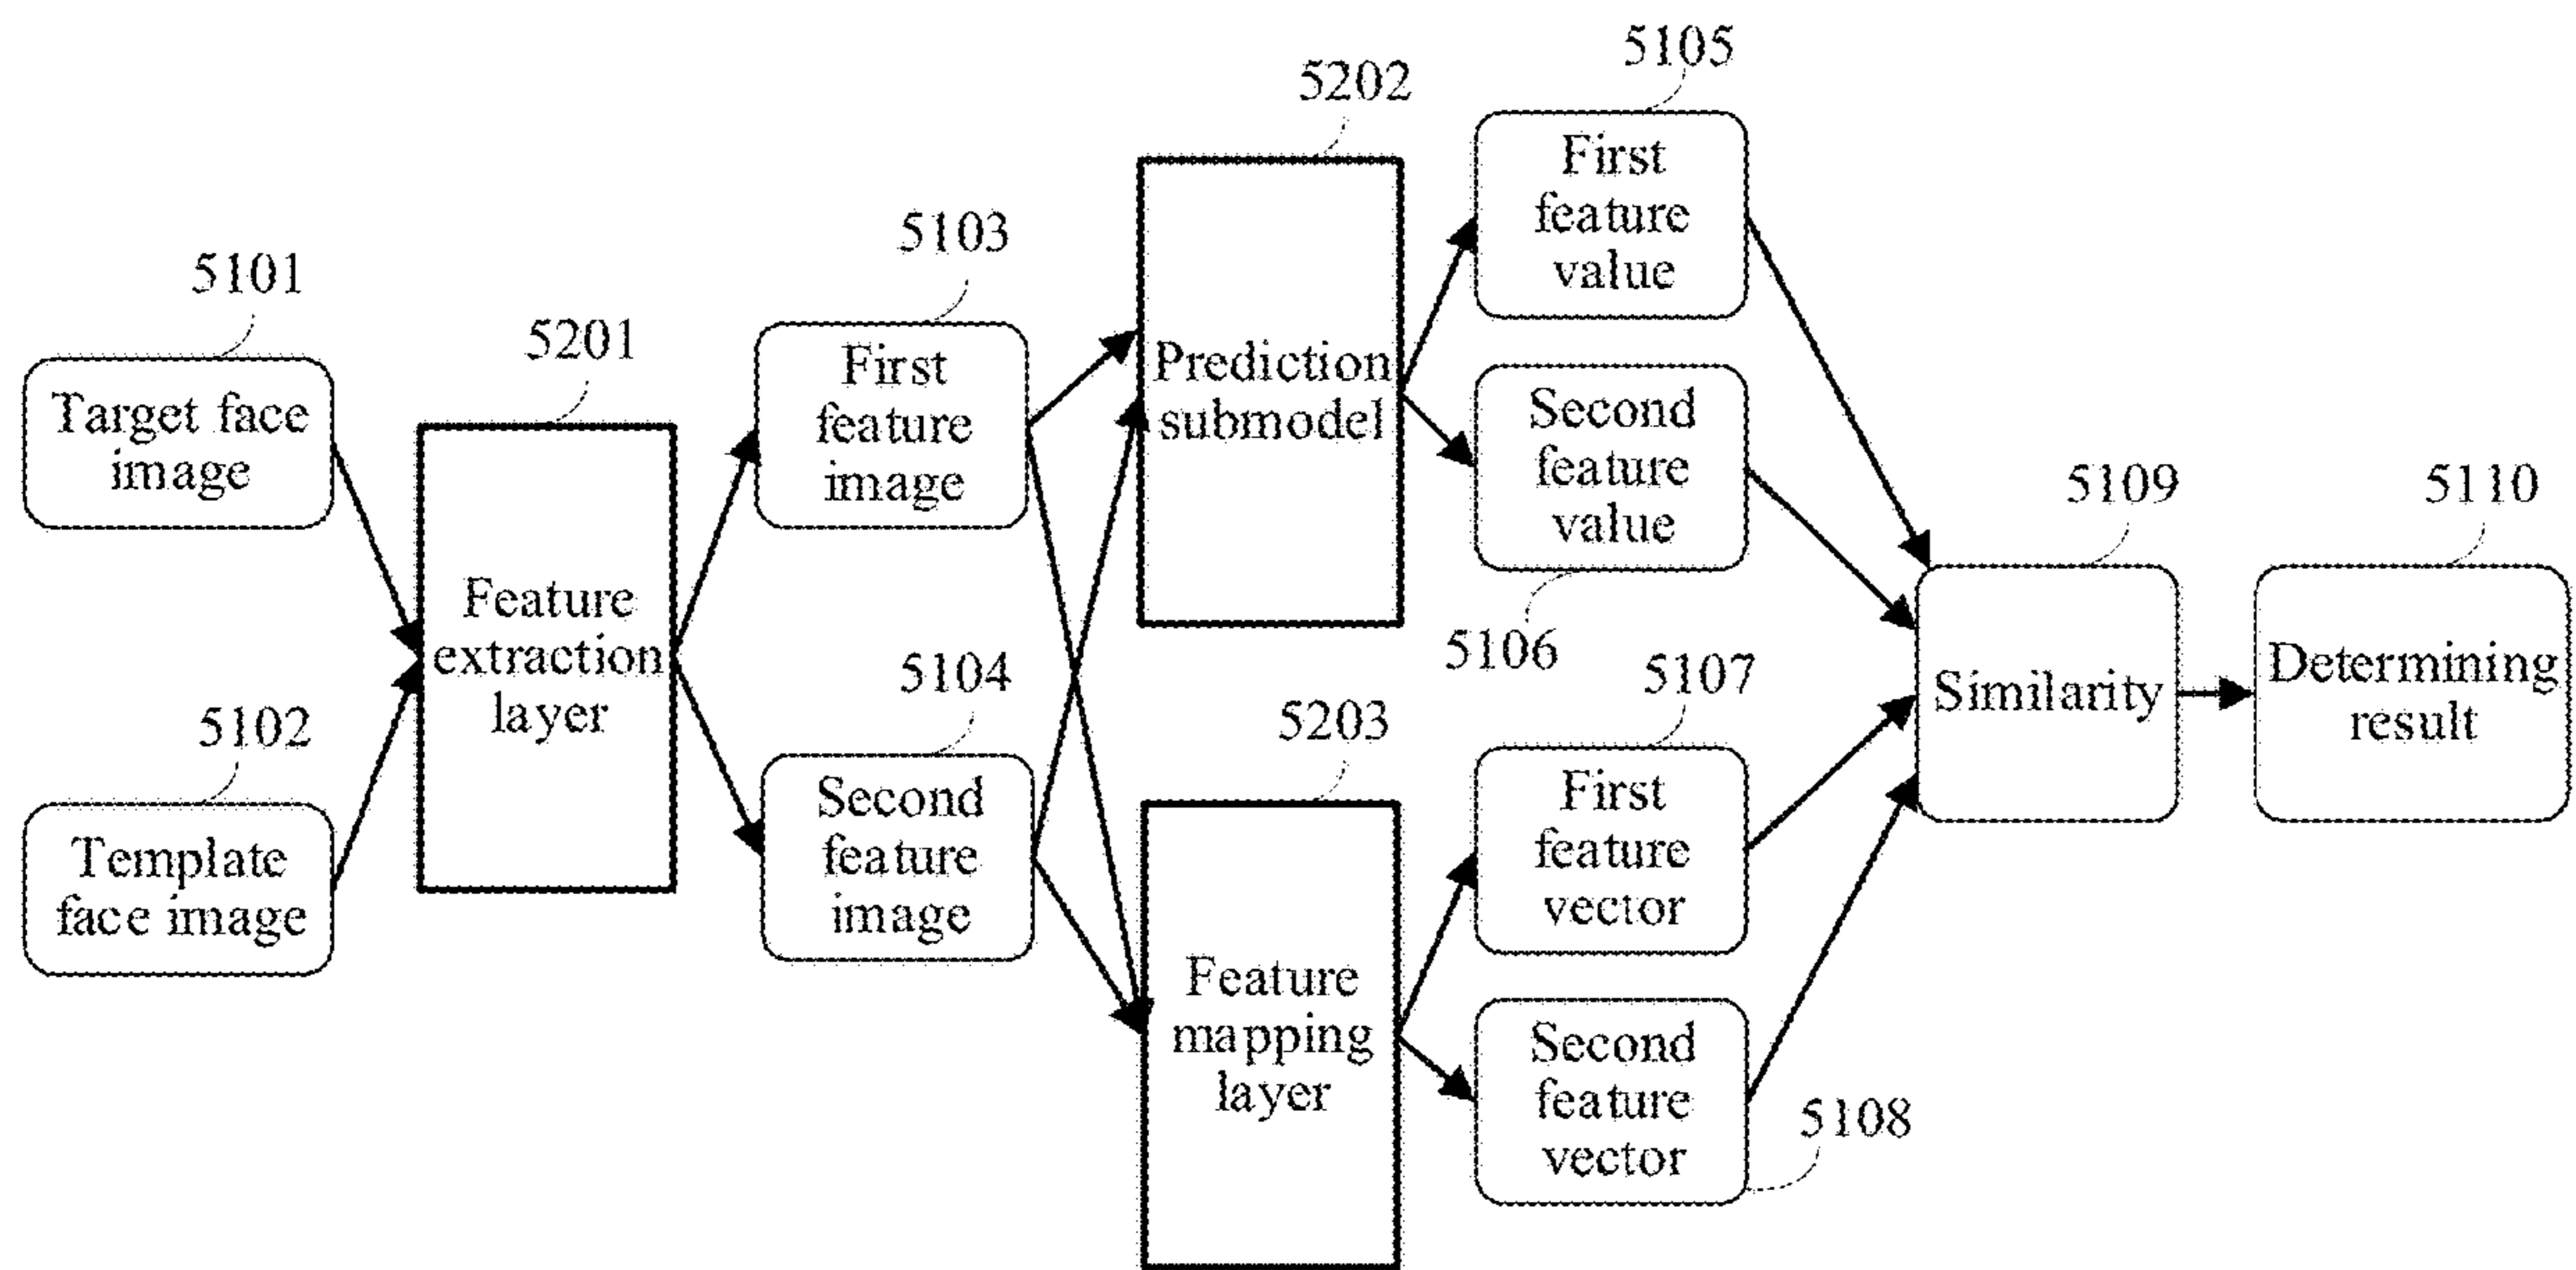 5101
Target face
image
5102
Template
face image
5201
Feature
extraction
layer
5103
First
feature
image
5104
Second
feature
image
5202
Prediction
submodel
5203
Feature
mapping
layer
5105
First
feature
value
Second
feature
value
5106
5107
First
feature
vector
Second
feature
vector
5108
5109
Similarity
5110
Determining
result